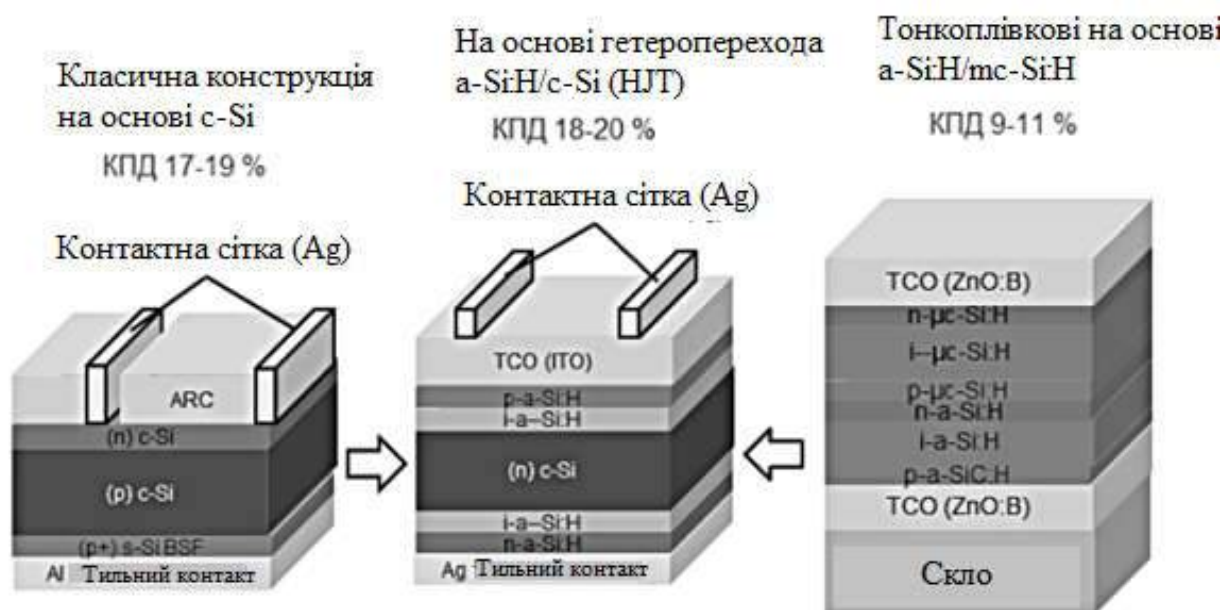 Класична конструкція
на основі c-Si
КПД 17-19 %
Контактна сітка (Ag)
ARC
(n) c-Si
(p) c-Si
(p+) s-Si BSF
Al Тильний контакт
На основі гетероперехода
a-Si:H/c-Si (HJT)
КПД 18-20 %
Контактна сітка (Ag)
TCO (ITO)
p-a-Si:H
i-a–Si:H
(n) c-Si
i-a–Si:H
n-a-Si:H
Ag Тильний контакт
Тонкоплівкові на основі
a-Si:H/mc-Si:H
КПД 9-11 %
TCO (ZnO:B)
n-µc-Si:H
i--µc-Si:H
p-µc-Si:H
n-a-Si:H
i-a-Si:H
p-a-SiC:H
TCO (ZnO:B)
Скло